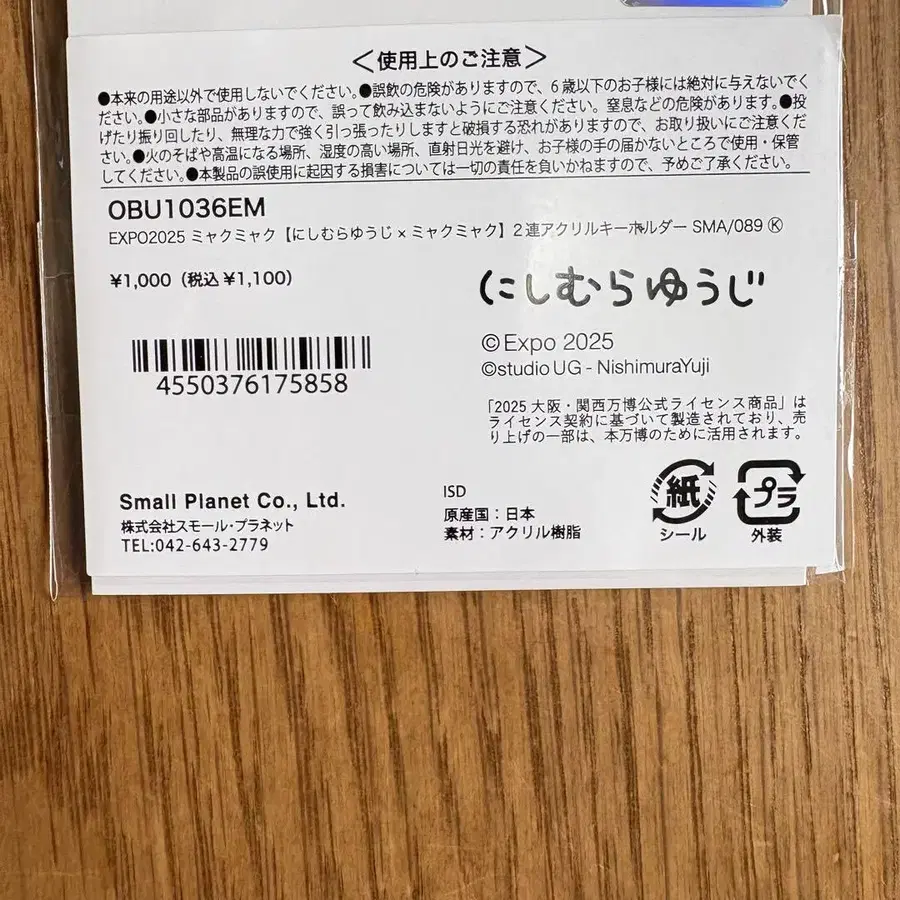 ＜使用上のご注意＞
●本来の用途以外で使用しないでください。●誤飲の危険がありますので、6歳以下のお子様には絶対に与えないでく
ださい。●小さな部品がありますので、誤って飲み込まないようにご注意ください。窒息などの危険があります。●投
げたり振り回したり、無理な力で強く引っ張ったりしますと破損する恐れがありますので、お取り扱いにご注意くだ
さい。●火のそばや高温になる場所、湿度の高い場所、直射日光を避け、お子様の手の届かないところで使用・保管
してください。●本製品の誤使用に起因する損害については一切の責任を負いかねますので、予めご了承ください。
OBU1036EM
EXPO2025 ミャクミャク【にしむらゆうじ×ミャクミャク】2連アクリルキーホルダー SMA/089 Ⓚ
¥1,000（税込¥1,100）
にしむらゆうじ
©Expo 2025
©studio UG - NishimuraYuji
4550376175858
「2025 大阪・関西万博公式ライセンス商品」は
ライセンス契約に基づいて製造されており、売
り上げの一部は、本万博のために活用されます。
Small Planet Co., Ltd.
株式会社スモール・プラネット
TEL:042-643-2779
ISD
原産国：日本
素材：アクリル樹脂
紙
シール
プラ
外装